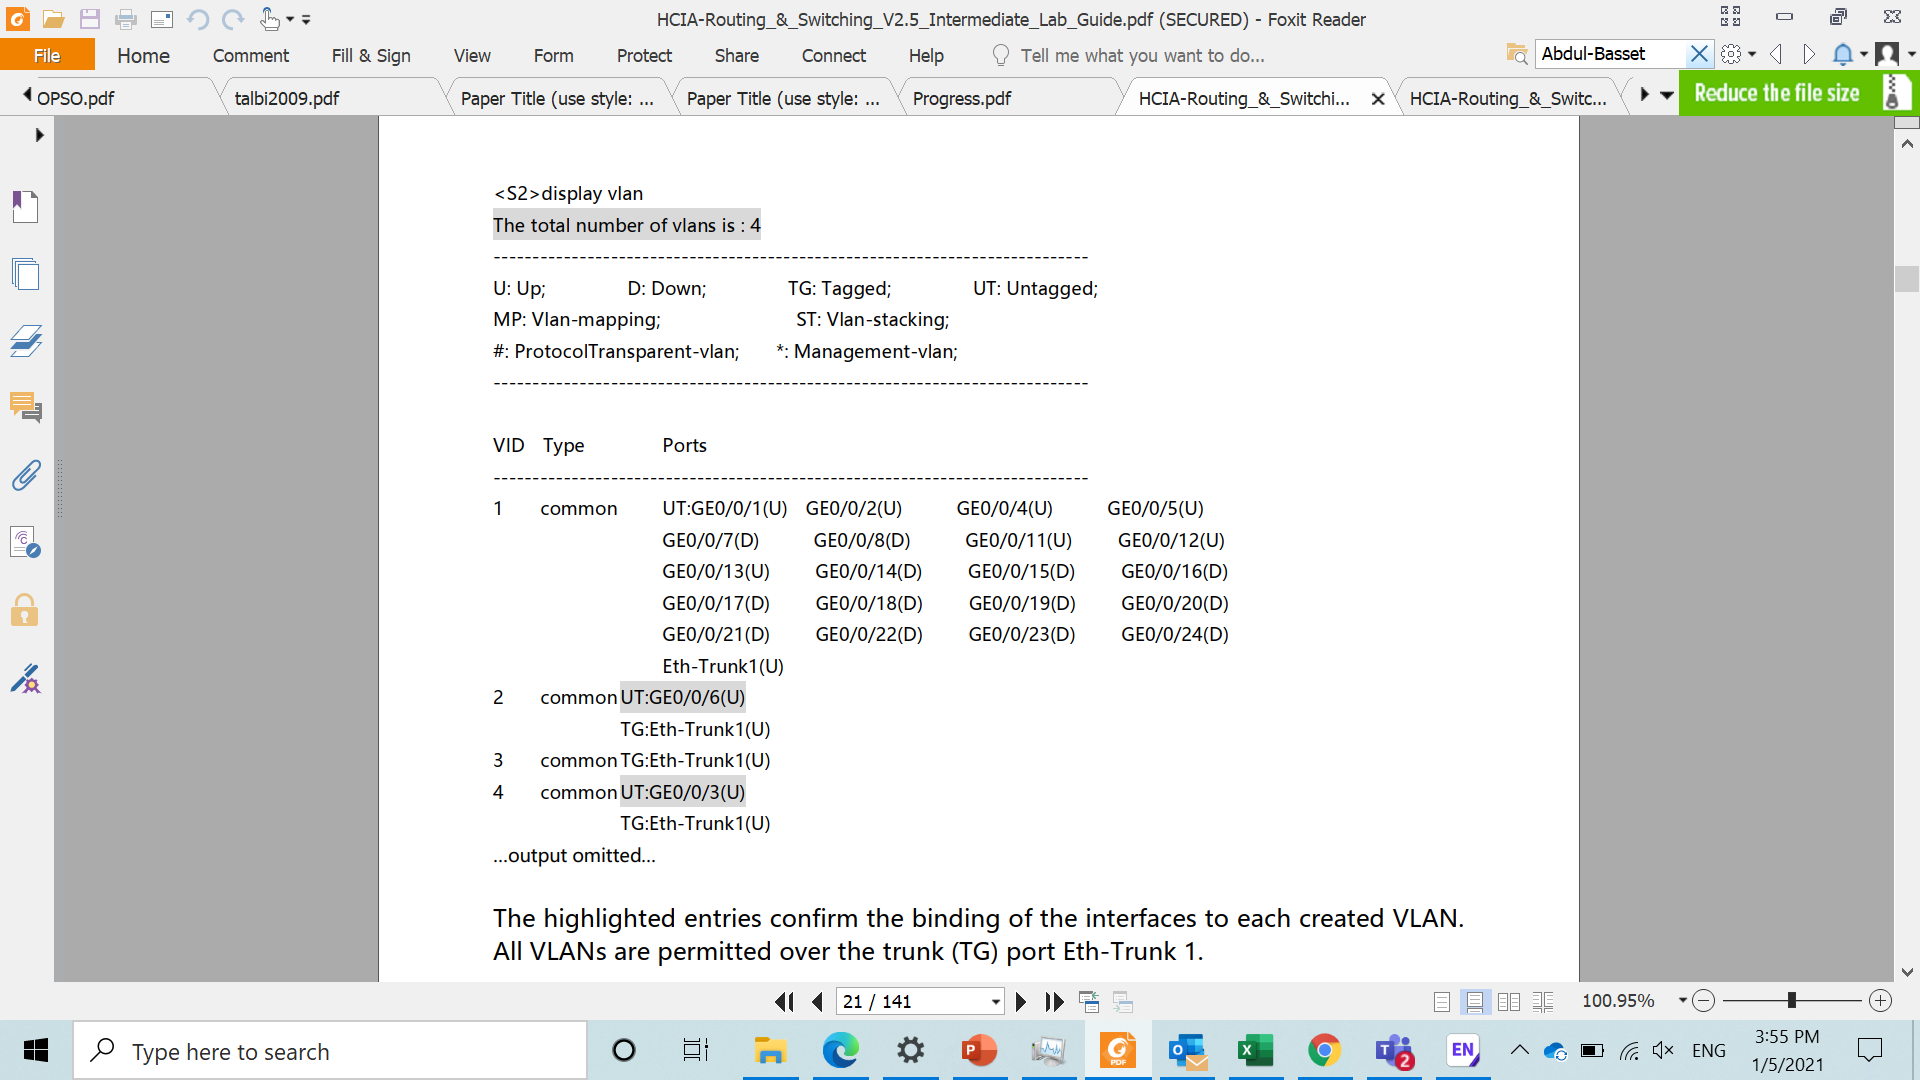 HCIA-Routing_&_Switching_V2.5_Intermediate_Lab_Guide.pdf (SECURED) - Foxit Reader
File Home Comment Fill & Sign View Form Protect Share Connect Help Tell me what you want to do... Abdul-Basset
OPSO.pdf talbi2009.pdf Paper Title (use style: ... Paper Title (use style: ... Progress.pdf HCIA-Routing_&_Switchi... HCIA-Routing_&_Switc... Reduce the file size
<S2>display vlan
The total number of vlans is : 4
--------------------------------------------------------------------------------
U: Up; D: Down; TG: Tagged; UT: Untagged;
MP: Vlan-mapping; ST: Vlan-stacking;
#: ProtocolTransparent-vlan; *: Management-vlan;
--------------------------------------------------------------------------------
VID Type Ports
--------------------------------------------------------------------------------
1 common UT:GE0/0/1(U) GE0/0/2(U) GE0/0/4(U) GE0/0/5(U)
GE0/0/7(D) GE0/0/8(D) GE0/0/11(U) GE0/0/12(U)
GE0/0/13(U) GE0/0/14(D) GE0/0/15(D) GE0/0/16(D)
GE0/0/17(D) GE0/0/18(D) GE0/0/19(D) GE0/0/20(D)
GE0/0/21(D) GE0/0/22(D) GE0/0/23(D) GE0/0/24(D)
Eth-Trunk1(U)
2 common UT:GE0/0/6(U)
TG:Eth-Trunk1(U)
3 common TG:Eth-Trunk1(U)
4 common UT:GE0/0/3(U)
TG:Eth-Trunk1(U)
...output omitted...
The highlighted entries confirm the binding of the interfaces to each created VLAN.
All VLANs are permitted over the trunk (TG) port Eth-Trunk 1.
21 / 141 100.95%
Type here to search EN ENG 3:55 PM
1/5/2021